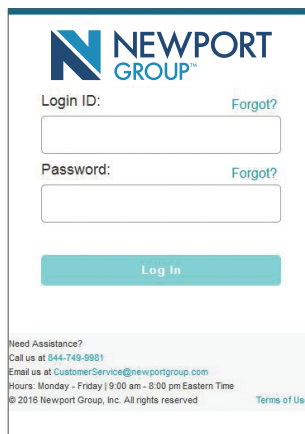 NEWPORT
GROUP™
Login ID: Forgot?
Password: Forgot?
Log In
Need Assistance?
Call us at 844-749-9981
Email us at CustomerService@newportgroup.com
Hours: Monday - Friday | 9:00 am - 8:00 pm Eastern Time
© 2016 Newport Group, Inc. All rights reserved Terms of Us